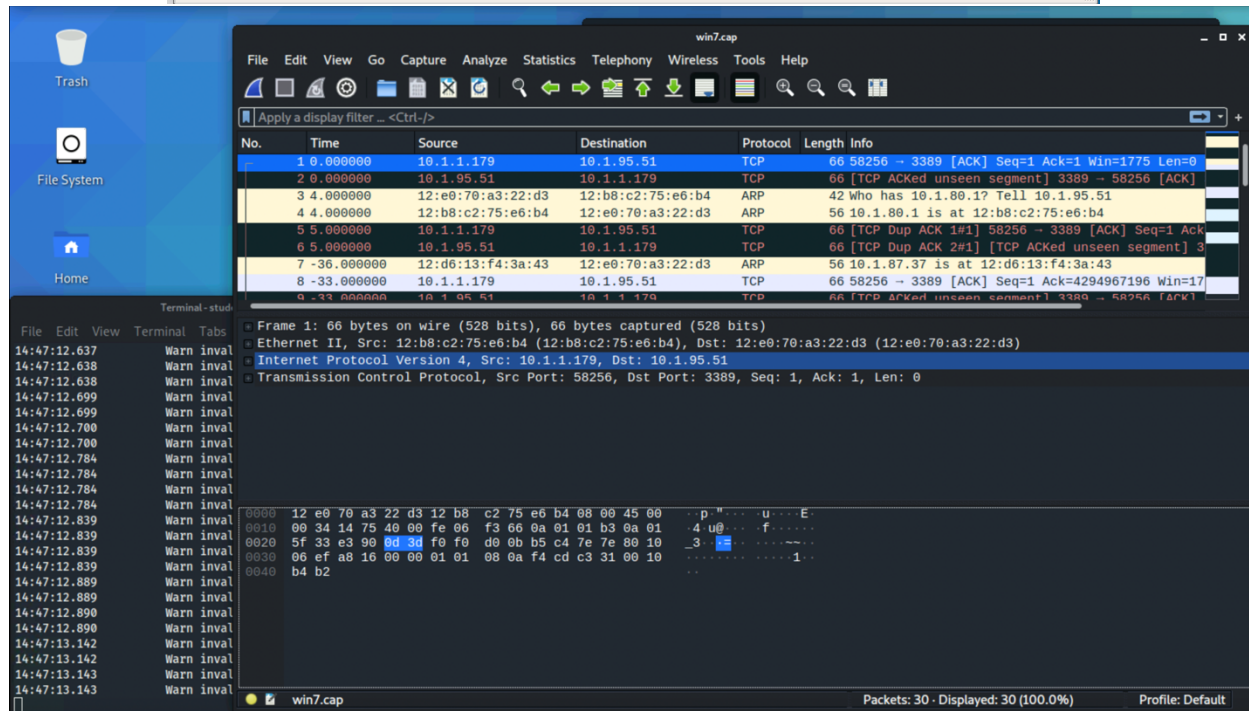 win7.cap
Trash
File System
Home
File Edit View Go Capture Analyze Statistics Telephony Wireless Tools Help
Apply a display filter ... <Ctrl-/>
No. Time Source Destination Protocol Length Info
1 0.000000 10.1.1.179 10.1.95.51 TCP 66 58256 → 3389 [ACK] Seq=1 Ack=1 Win=1775 Len=0
2 0.000000 10.1.95.51 10.1.1.179 TCP 66 [TCP ACKed unseen segment] 3389 → 58256 [ACK]
3 4.000000 12:e0:70:a3:22:d3 12:b8:c2:75:e6:b4 ARP 42 Who has 10.1.80.1? Tell 10.1.95.51
4 4.000000 12:b8:c2:75:e6:b4 12:e0:70:a3:22:d3 ARP 56 10.1.80.1 is at 12:b8:c2:75:e6:b4
5 5.000000 10.1.1.179 10.1.95.51 TCP 66 [TCP Dup ACK 1#1] 58256 → 3389 [ACK] Seq=1 Ack
6 5.000000 10.1.95.51 10.1.1.179 TCP 66 [TCP Dup ACK 2#1] [TCP ACKed unseen segment] 3
7 -36.000000 12:d6:13:f4:3a:43 12:e0:70:a3:22:d3 ARP 56 10.1.87.37 is at 12:d6:13:f4:3a:43
8 -33.000000 10.1.1.179 10.1.95.51 TCP 66 58256 → 3389 [ACK] Seq=1 Ack=4294967196 Win=17
9 -33.000000 10.1.95.51 10.1.1.179 TCP 66 [TCP ACKed unseen segment] 3389 → 58256 [ACK]
Frame 1: 66 bytes on wire (528 bits), 66 bytes captured (528 bits)
Ethernet II, Src: 12:b8:c2:75:e6:b4 (12:b8:c2:75:e6:b4), Dst: 12:e0:70:a3:22:d3 (12:e0:70:a3:22:d3)
Internet Protocol Version 4, Src: 10.1.1.179, Dst: 10.1.95.51
Transmission Control Protocol, Src Port: 58256, Dst Port: 3389, Seq: 1, Ack: 1, Len: 0
0000 12 e0 70 a3 22 d3 12 b8 c2 75 e6 b4 08 00 45 00 ··p·"··· ·u····E·
0010 00 34 14 75 40 00 fe 06 f3 66 0a 01 01 b3 0a 01 ·4·u@··· ·f······
0020 5f 33 e3 90 0d 3d f0 f0 d0 0b b5 c4 7e 7e 80 10 _3···=·· ····~~··
0030 06 ef a8 16 00 00 01 01 08 0a f4 cd c3 31 00 10 ········ ·····1··
0040 b4 b2 ··
win7.cap Packets: 30 · Displayed: 30 (100.0%) Profile: Default
Terminal - stud
File Edit View Terminal Tabs
14:47:12.637 Warn inval
14:47:12.638 Warn inval
14:47:12.638 Warn inval
14:47:12.699 Warn inval
14:47:12.699 Warn inval
14:47:12.700 Warn inval
14:47:12.700 Warn inval
14:47:12.784 Warn inval
14:47:12.784 Warn inval
14:47:12.784 Warn inval
14:47:12.784 Warn inval
14:47:12.839 Warn inval
14:47:12.839 Warn inval
14:47:12.839 Warn inval
14:47:12.839 Warn inval
14:47:12.889 Warn inval
14:47:12.889 Warn inval
14:47:12.890 Warn inval
14:47:12.890 Warn inval
14:47:13.142 Warn inval
14:47:13.142 Warn inval
14:47:13.143 Warn inval
14:47:13.143 Warn inval